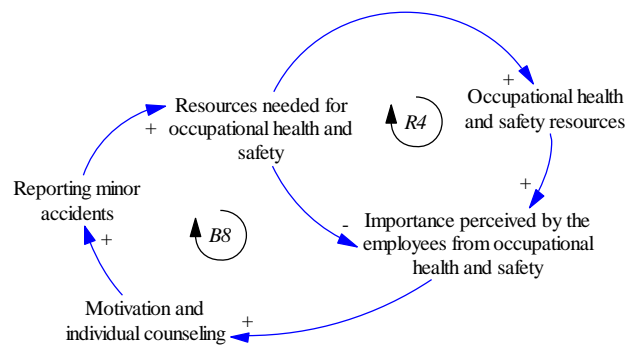 Resources needed for
occupational health and
safety
+
R4
+
Occupational health
and safety resources
+
Reporting minor
accidents
+
B8
-
Importance perceived by the
employees from occupational
health and safety
+
Motivation and
individual counseling
+